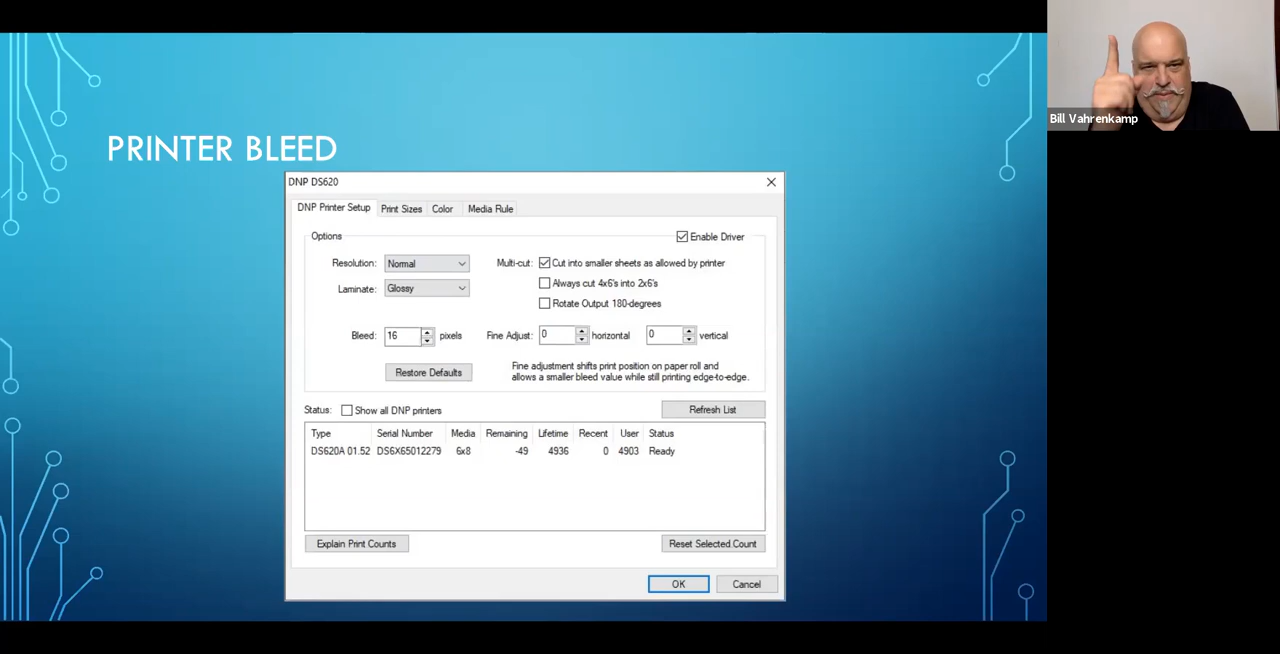 Bill Vahrenkamp
PRINTER BLEED
DNP DS620
DNP Printer Setup Print Sizes Color Media Rule
Options Enable Driver
Resolution: Normal Multi-cut: Cut into smaller sheets as allowed by printer
Laminate: Glossy Always cut 4x6's into 2x6's
Rotate Output 180-degrees
Bleed: 16 pixels Fine Adjust: 0 horizontal 0 vertical
Restore Defaults Fine adjustment shifts print position on paper roll and
allows a smaller bleed value while still printing edge-to-edge.
Status: Show all DNP printers Refresh List
Type Serial Number Media Remaining Lifetime Recent User Status
DS620A 01.52 DS6X65012279 6x8 -49 4936 0 4903 Ready
Explain Print Counts Reset Selected Count
OK Cancel